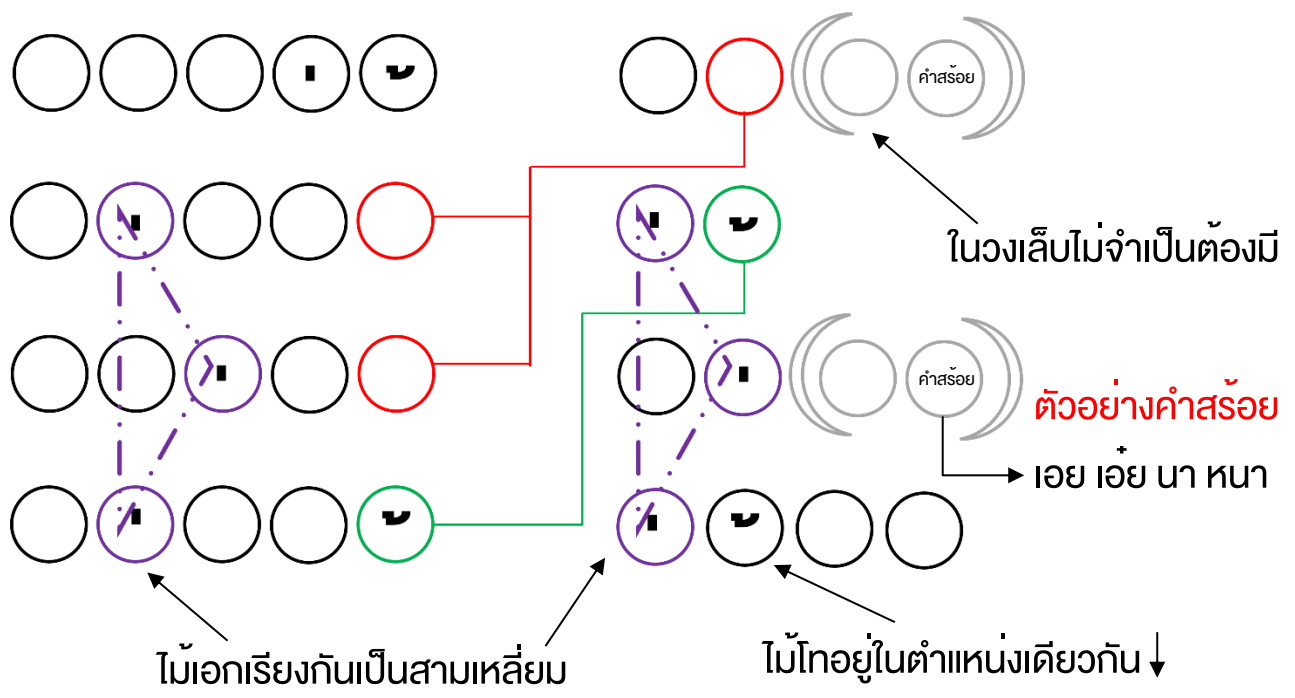 คำสร้อย
ในวงเล็บไม่จำเป็นต้องมี
คำสร้อย
ตัวอย่างคำสร้อย
เอย เอ๋ย นา หนา
ไม้เอกเรียงกันเป็นสามเหลี่ยม
ไม้โทอยู่ในตำแหน่งเดียวกัน